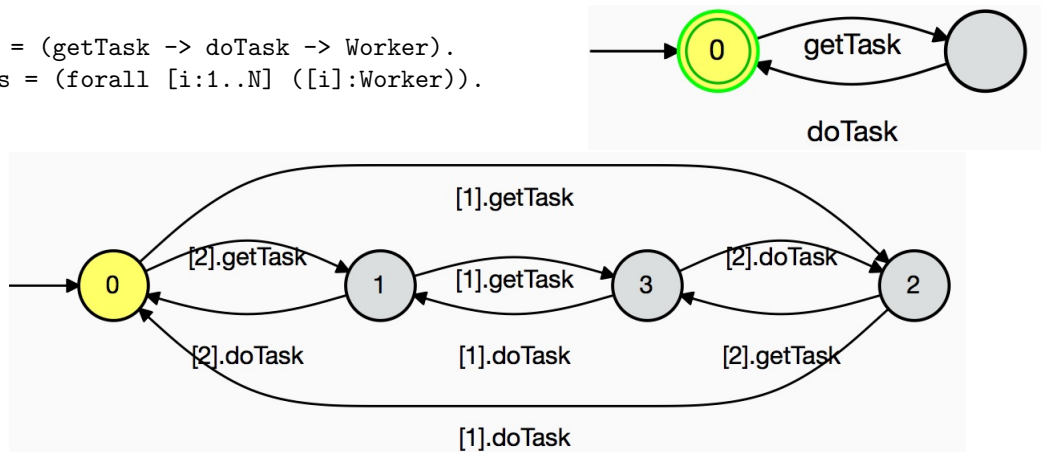 = (getTask -> doTask -> Worker).
s = (forall [i:1..N] ([i]:Worker)).
0
getTask
doTask
[1].getTask
[2].getTask
[1].getTask
[2].doTask
0
1
3
2
[2].doTask
[1].doTask
[2].getTask
[1].doTask